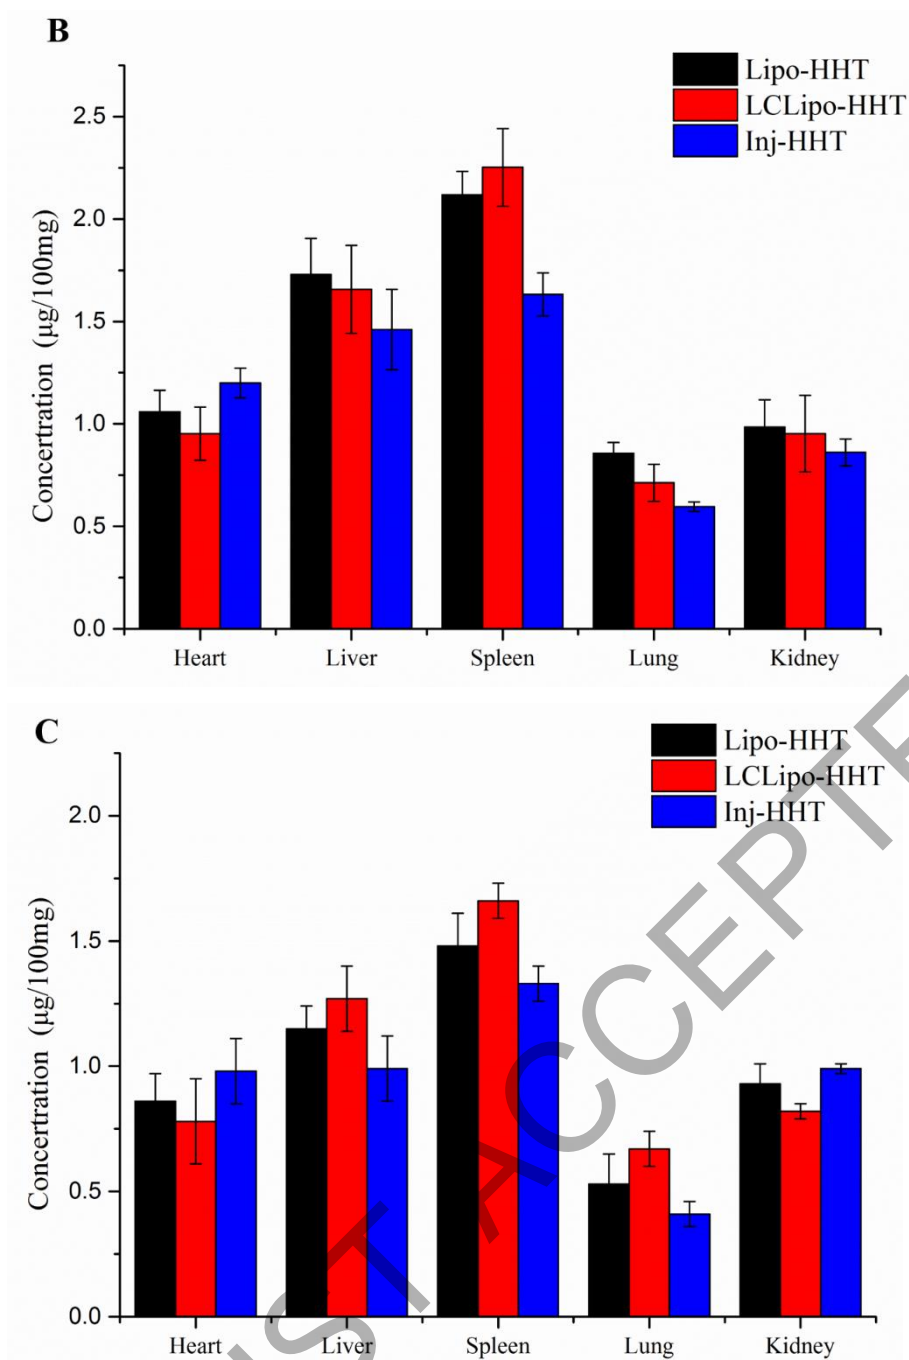 B
Lipo-HHT
LCLipo-HHT
Inj-HHT
2.5
2.0
1.5
1.0
0.5
0.0
Concertration (μg/100mg)
Heart Liver Spleen Lung Kidney
C
Lipo-HHT
LCLipo-HHT
Inj-HHT
2.0
1.5
1.0
0.5
0.0
Concertration (μg/100mg)
Heart Liver Spleen Lung Kidney
ST ACCEPTE